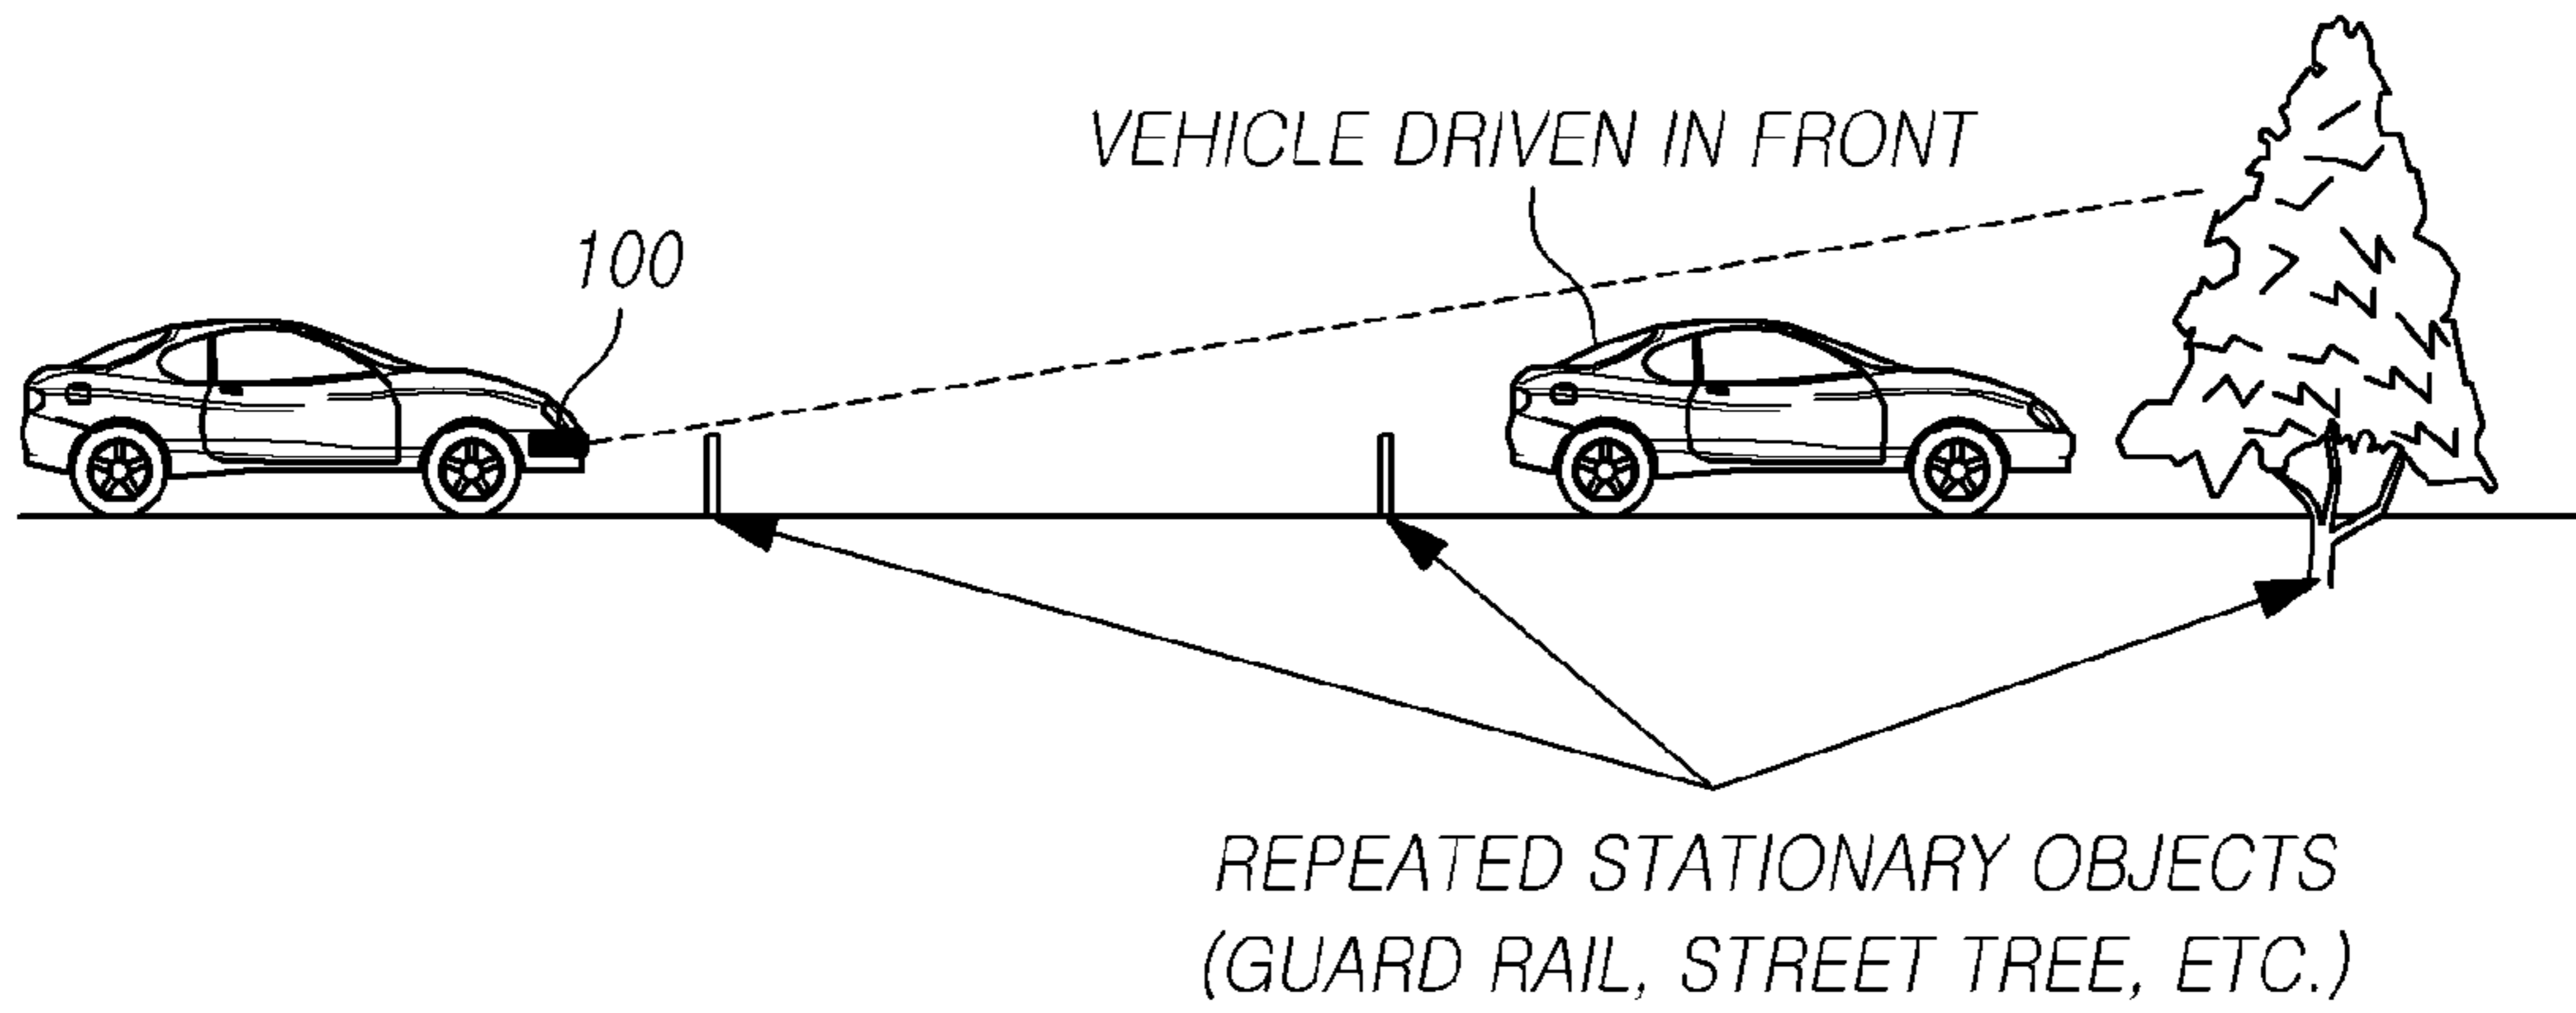 VEHICLE DRIVEN IN FRONT
100
REPEATED STATIONARY OBJECTS
(GUARD RAIL, STREET TREE, ETC.)